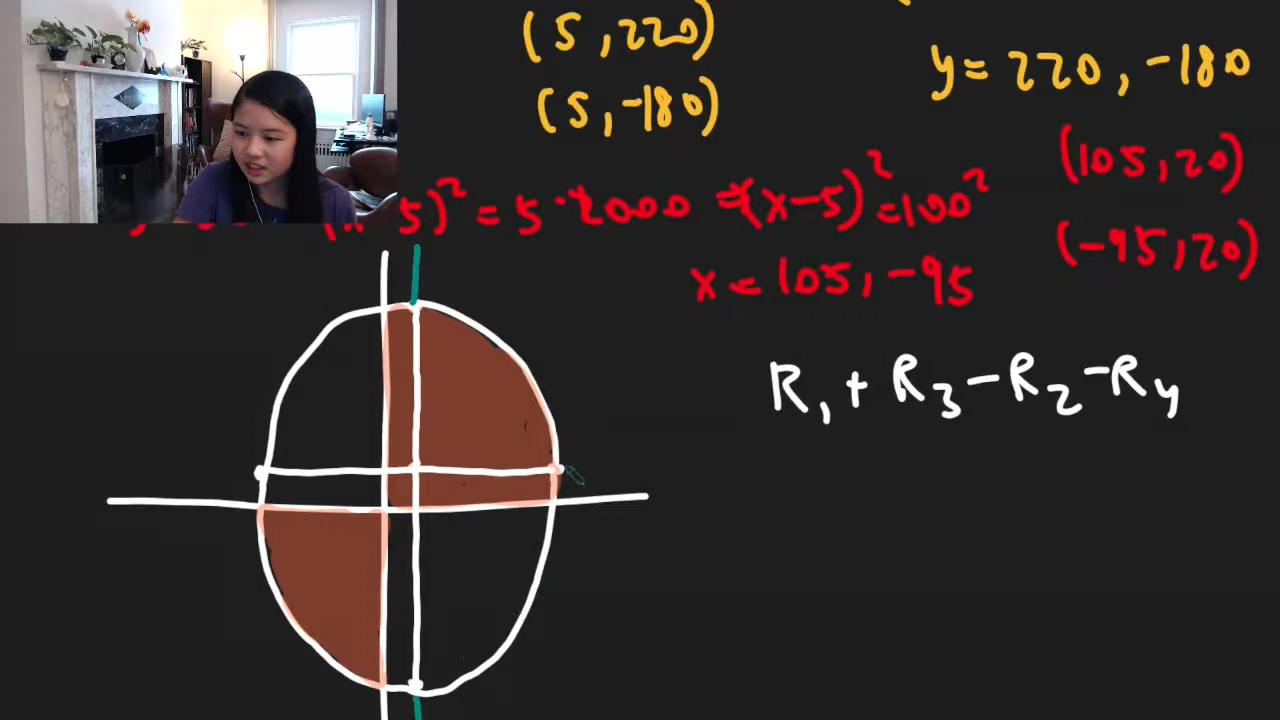 (5,220)
(5,-180)
y= 220, -180
(105,20)
(-95,20)
5)² = 5·2000 ⇒(x-5)²=100²
x = 105, -95
R₁ + R₃ - R₂ - R₄